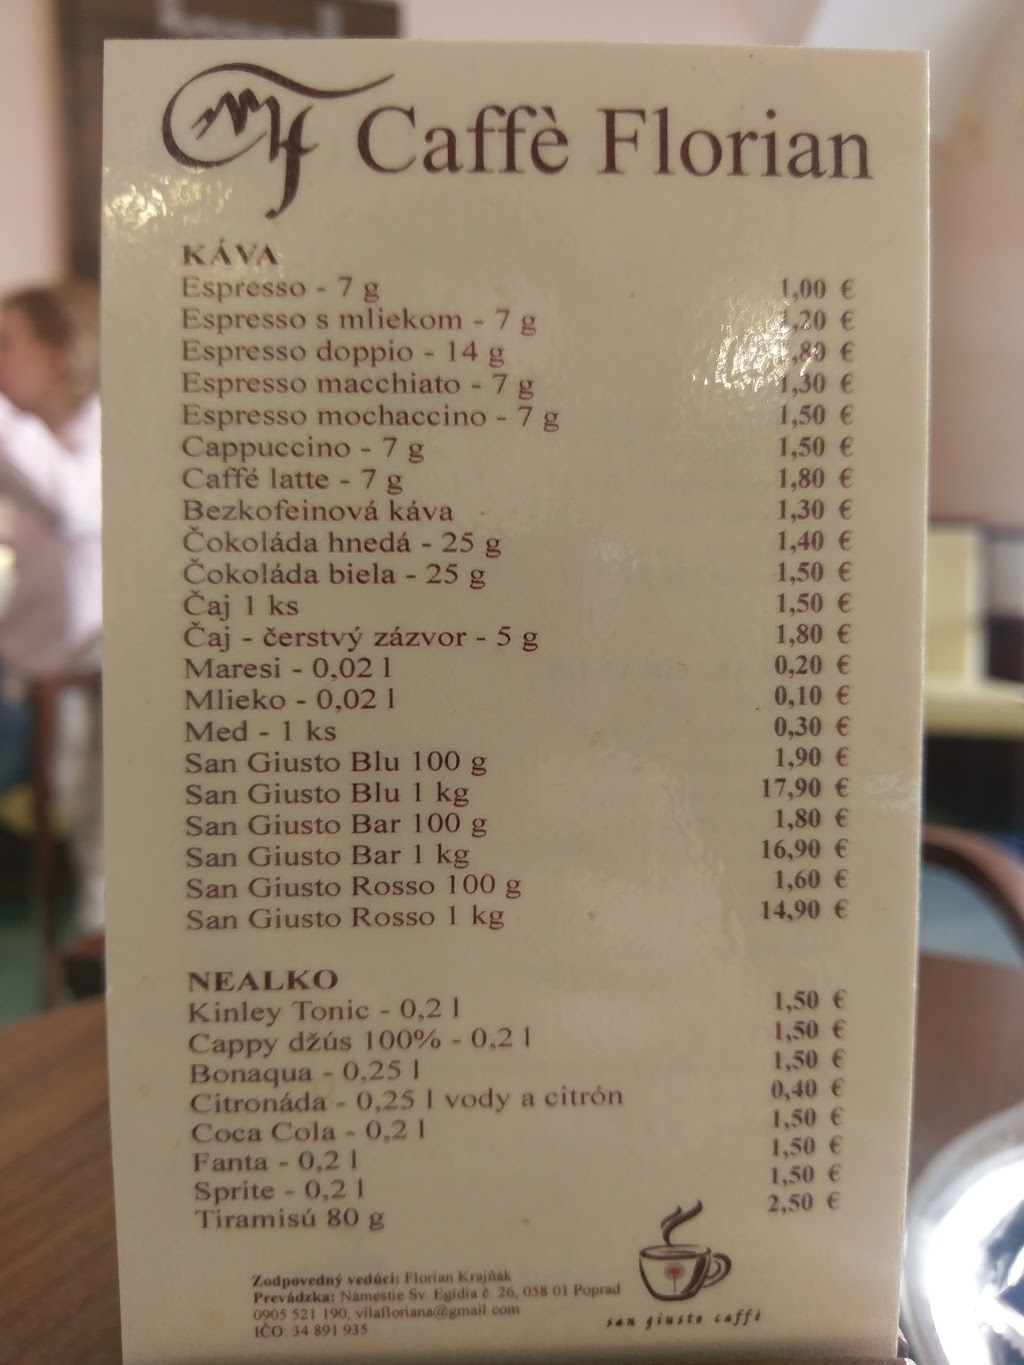 Caffè Florian
KÁVA
Espresso - 7 g 1,00 €
Espresso s mliekom - 7 g ,20 €
Espresso doppio - 14 g ,80 €
Espresso macchiato - 7 g 1,30 €
Espresso mochaccino - 7 g 1,50 €
Cappuccino - 7 g 1,50 €
Caffé latte - 7 g 1,80 €
Bezkofeinová káva 1,30 €
Čokoláda hnedá - 25 g 1,40 €
Čokoláda biela - 25 g 1,50 €
Čaj 1 ks 1,50 €
Čaj - čerstvý zázvor - 5 g 1,80 €
Maresi - 0,02 l 0,20 €
Mlieko - 0,02 l 0,10 €
Med - 1 ks 0,30 €
San Giusto Blu 100 g 1,90 €
San Giusto Blu 1 kg 17,90 €
San Giusto Bar 100 g 1,80 €
San Giusto Bar 1 kg 16,90 €
San Giusto Rosso 100 g 1,60 €
San Giusto Rosso 1 kg 14,90 €
NEALKO
Kinley Tonic - 0,2 l 1,50 €
Cappy džús 100% - 0,2 l 1,50 €
Bonaqua - 0,25 l 1,50 €
Citronáda - 0,25 l vody a citrón 0,40 €
Coca Cola - 0,2 l 1,50 €
Fanta - 0,2 l 1,50 €
Sprite - 0,2 l 1,50 €
Tiramisú 80 g 2,50 €
Zodpovedný vedúci: Florian Krajňák
Prevádzka: Námestie Sv. Egídia č. 26, 058 01 Poprad
0905 521 190, vilafloriana@gmail.com
IČO: 34 891 935
san giusto caffè